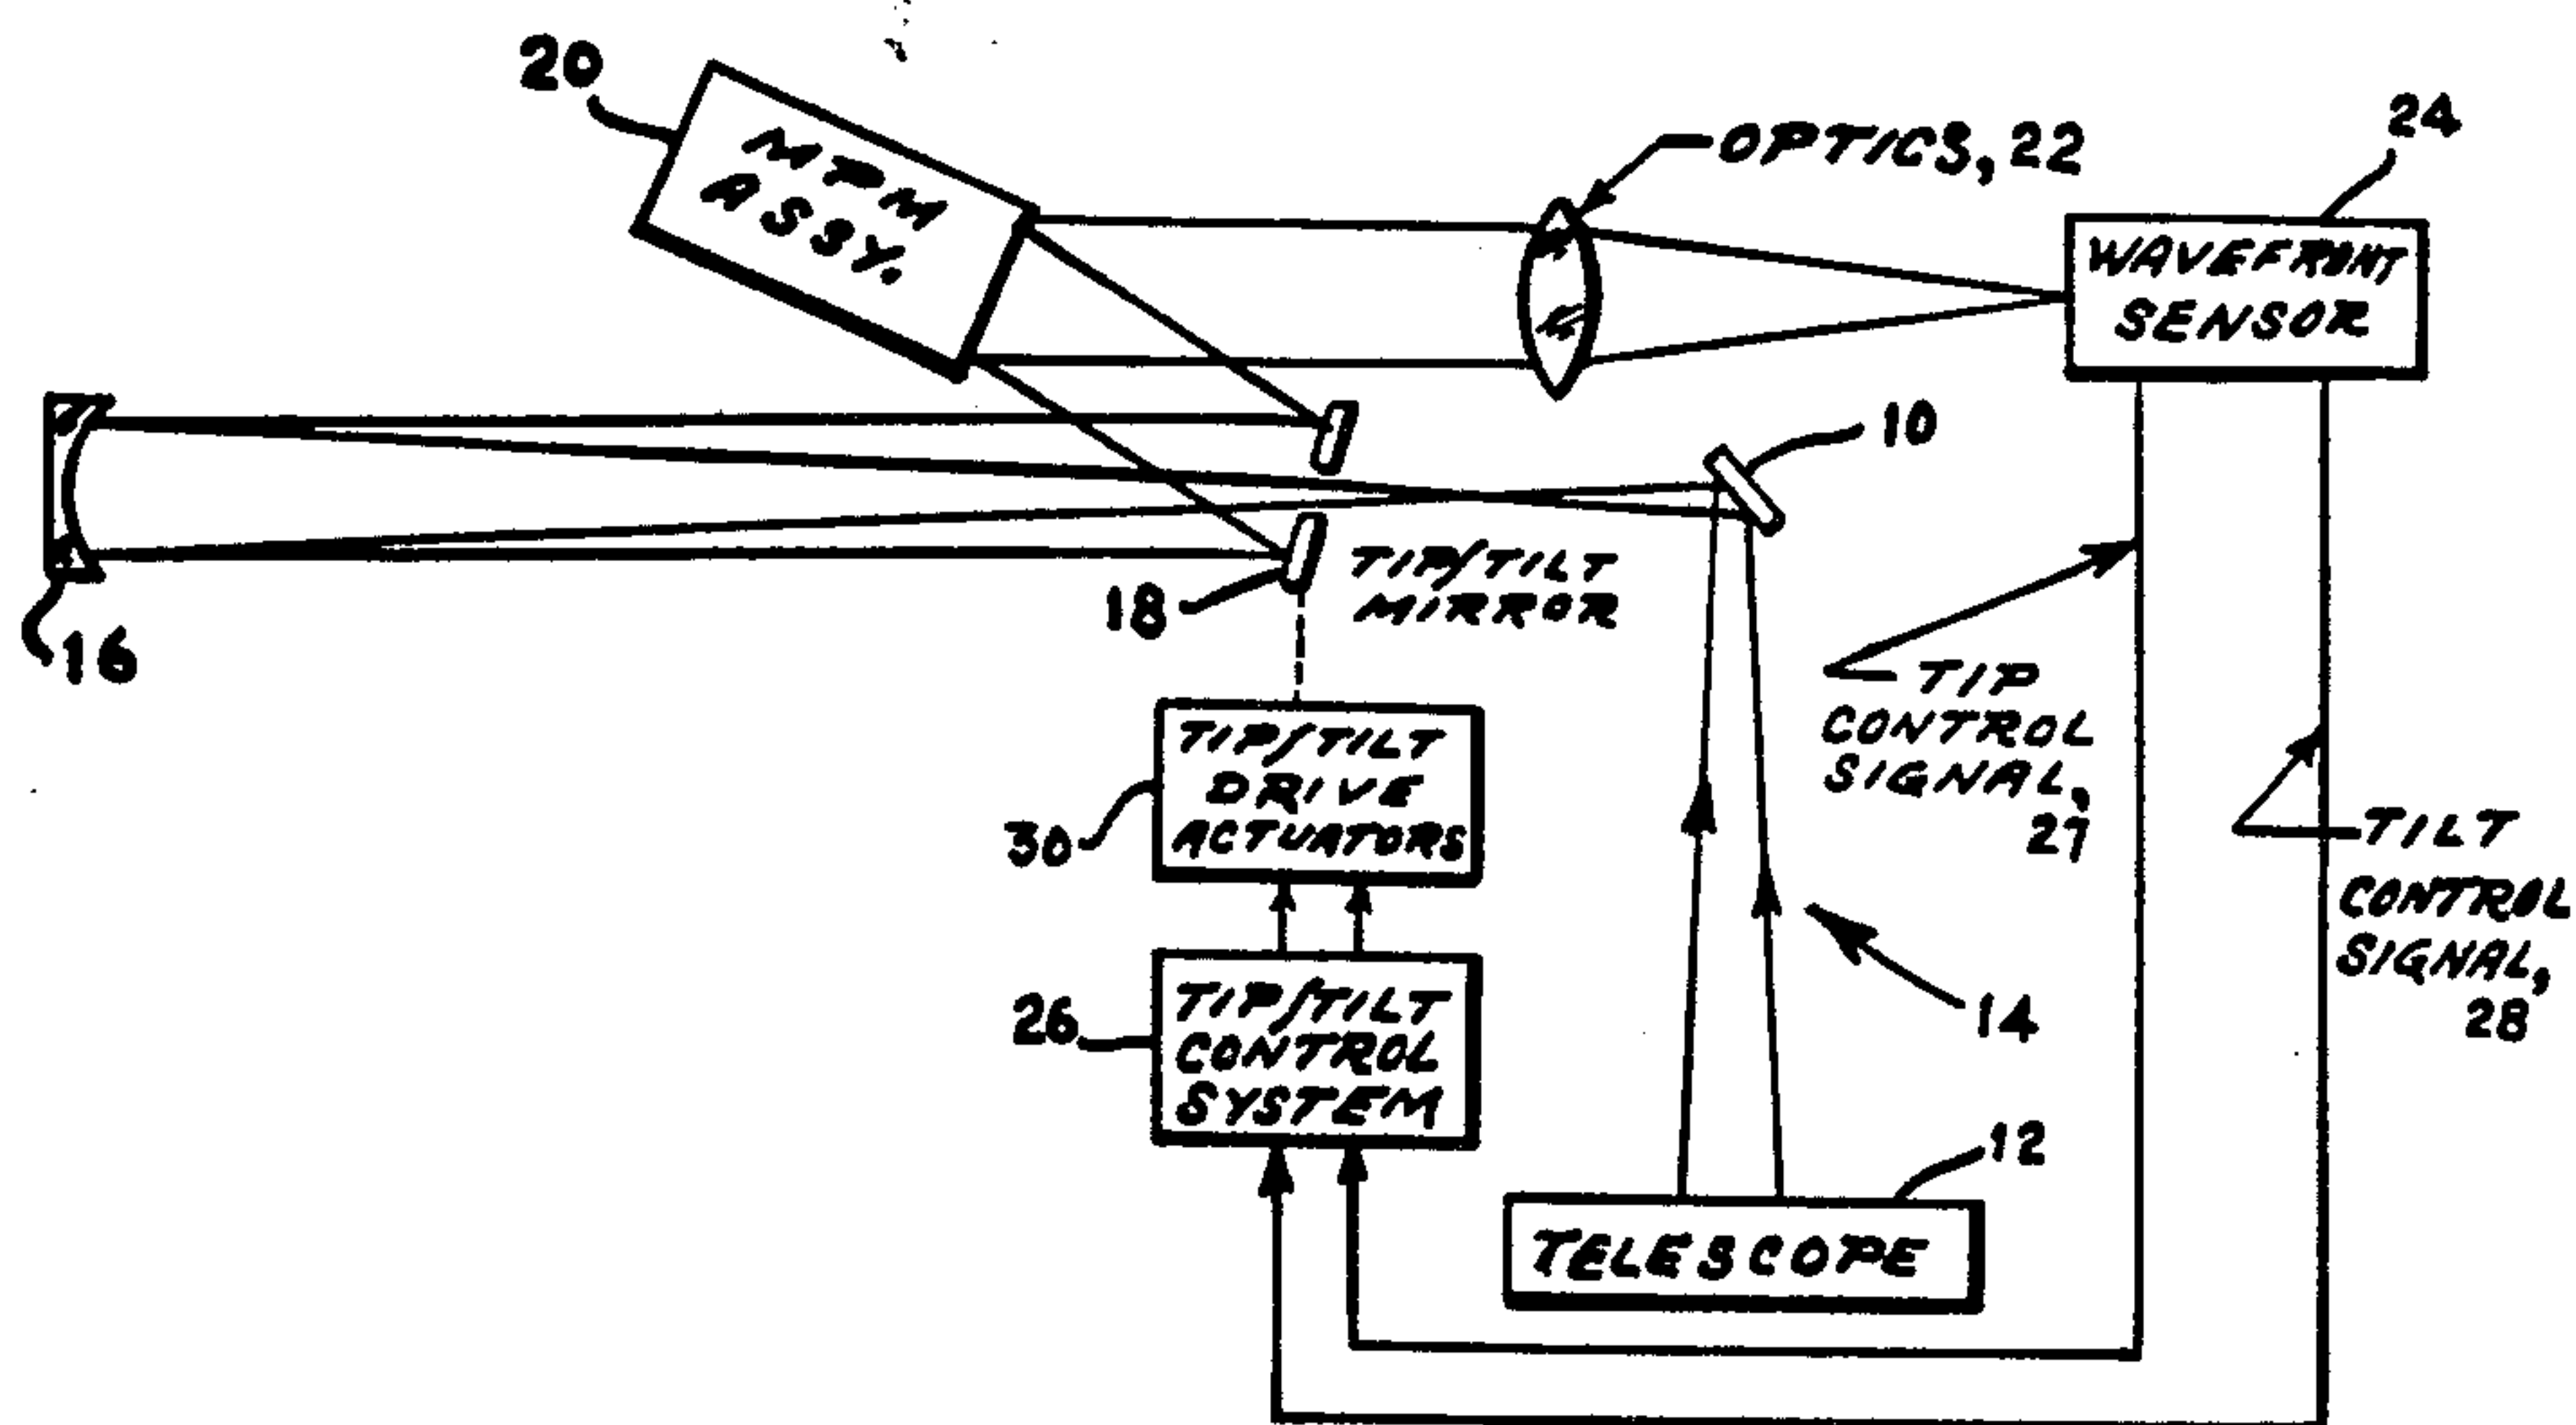 20
MPM
ASSY.
OPTICS, 22
24
WAVEFRONT
SENSOR
10
16
18
TIP/TILT
MIRROR
TIP
CONTROL
SIGNAL,
27
TIP/TILT
DRIVE
ACTUATORS
30
TILT
CONTROL
SIGNAL,
28
26
TIP/TILT
CONTROL
SYSTEM
14
12
TELESCOPE